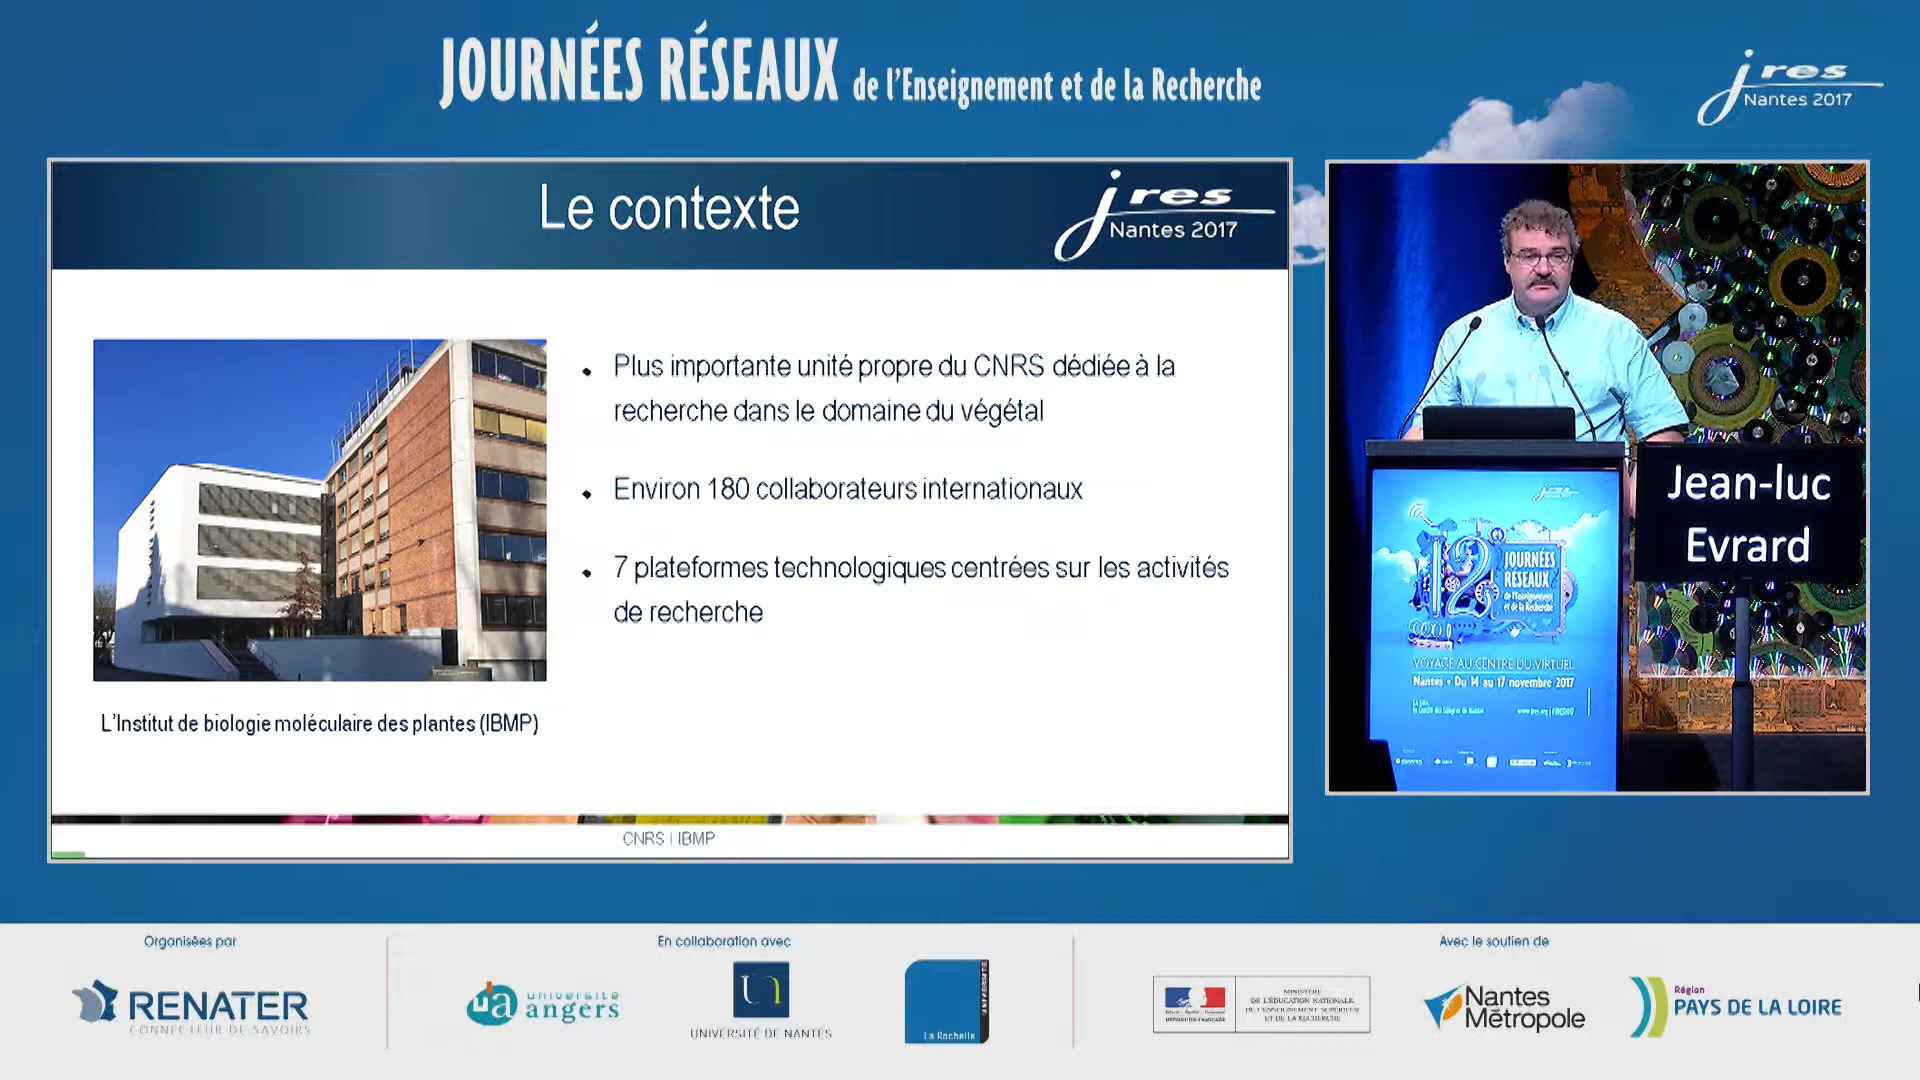 JOURNÉES RÉSEAUX de l'Enseignement et de la Recherche
jres
Nantes 2017
Le contexte
jres
Nantes 2017
• Plus importante unité propre du CNRS dédiée à la
recherche dans le domaine du végétal
• Environ 180 collaborateurs internationaux
• 7 plateformes technologiques centrées sur les activités
de recherche
L'Institut de biologie moléculaire des plantes (IBMP)
CNRS | IBMP
Jean-luc
Evrard
12
JOURNÉES
RÉSEAUX
de l'Enseignement
et de la Recherche
VOYAGE AU CENTRE DU VIRTUEL
Nantes • Du 14 au 17 novembre 2017
Organisées par
RENATER
CONNECTEUR DE SAVOIRS
En collaboration avec
ua université
angers
UNIVERSITÉ DE NANTES
La Rochelle
Avec le soutien de
MINISTÈRE
DE L'ÉDUCATION NATIONALE,
DE L'ENSEIGNEMENT SUPÉRIEUR
ET DE LA RECHERCHE
Nantes
Métropole
Région
PAYS DE LA LOIRE